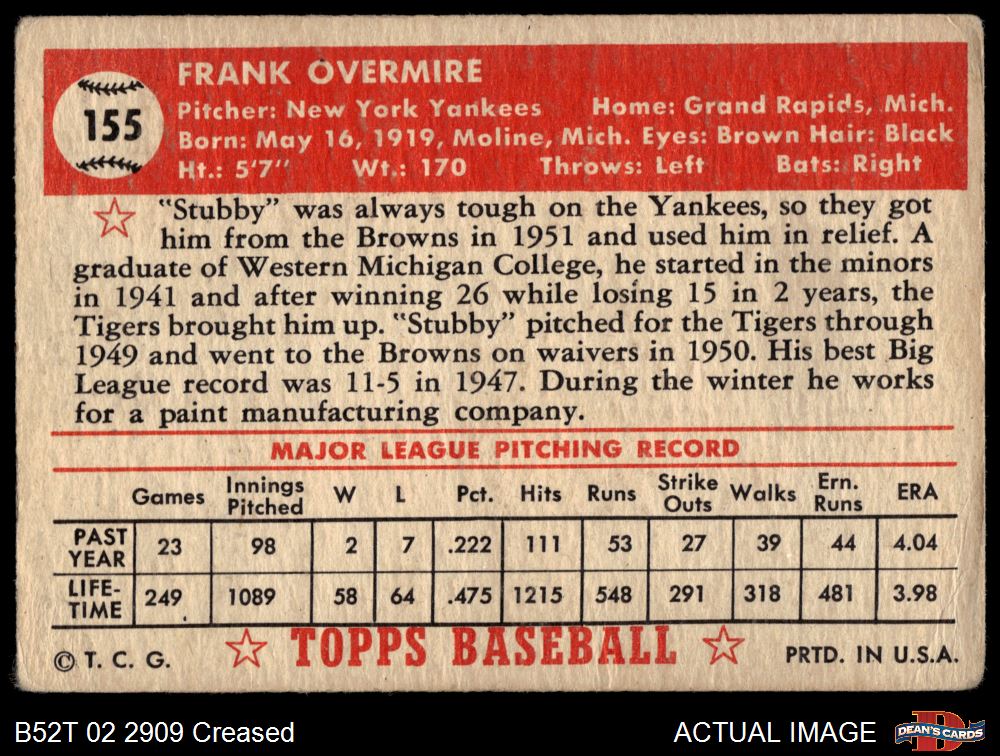 FRANK OVERMIRE
155
Pitcher: New York Yankees Home: Grand Rapids, Mich.
Born: May 16, 1919, Moline, Mich. Eyes: Brown Hair: Black
Ht.: 5'7" Wt.: 170 Throws: Left Bats: Right
"Stubby" was always tough on the Yankees, so they got
him from the Browns in 1951 and used him in relief. A
graduate of Western Michigan College, he started in the minors
in 1941 and after winning 26 while losing 15 in 2 years, the
Tigers brought him up. "Stubby" pitched for the Tigers through
1949 and went to the Browns on waivers in 1950. His best Big
League record was 11-5 in 1947. During the winter he works
for a paint manufacturing company.
MAJOR LEAGUE PITCHING RECORD
Games Innings Pitched W L Pct. Hits Runs Strike Outs Walks Ern. Runs ERA
PAST YEAR 23 98 2 7 .222 111 53 27 39 44 4.04
LIFE-TIME 249 1089 58 64 .475 1215 548 291 318 481 3.98
© T. C. G. TOPPS BASEBALL PRTD. IN U.S.A.
B52T 02 2909 Creased ACTUAL IMAGE DEAN'S CARDS